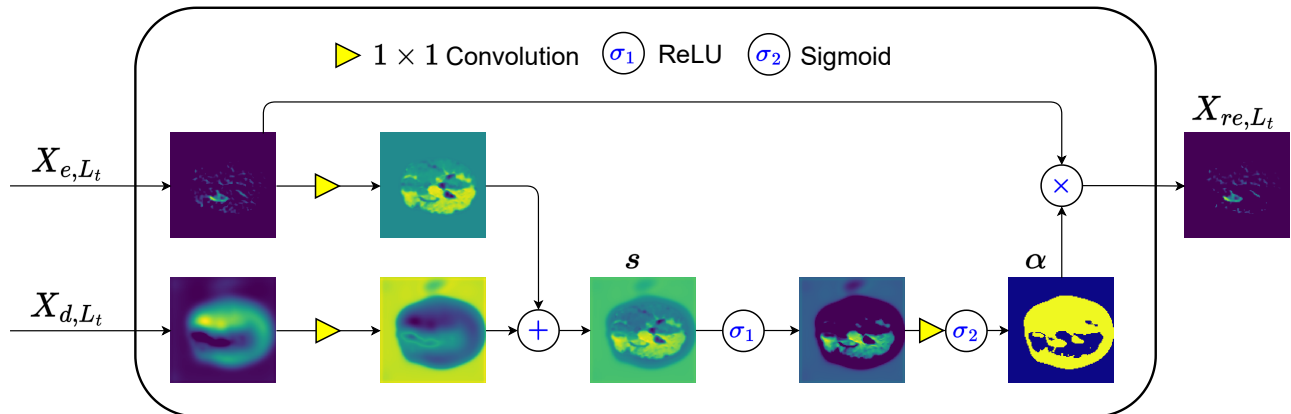 1 × 1 Convolution σ₁ ReLU σ₂ Sigmoid
X_{e,L_t}
X_{re,L_t}
×
s
α
X_{d,L_t}
+
σ₁
σ₂